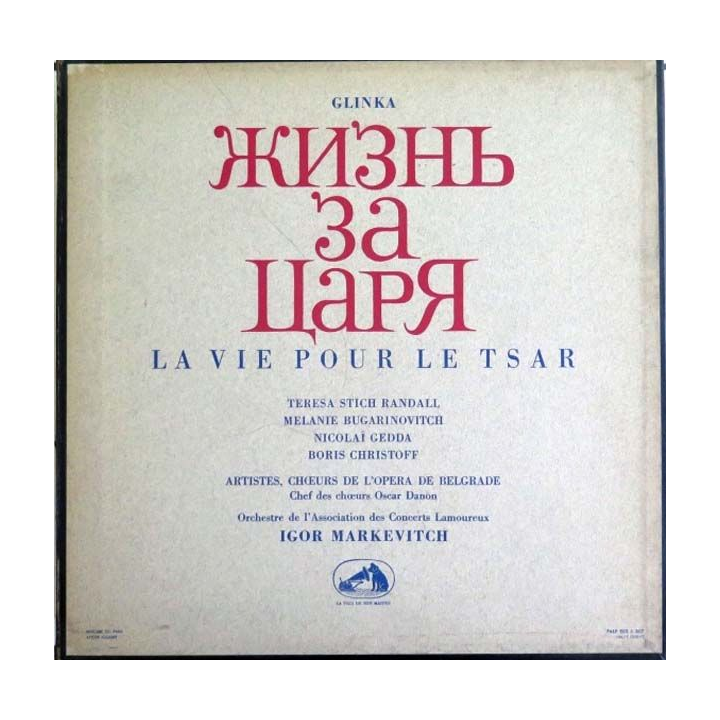 GLINKA
ЖИЗНЬ
ЗА
ЦАРЯ
LA VIE POUR LE TSAR
TERESA STICH RANDALL
MELANIE BUGARINOVITCH
NICOLAÏ GEDDA
BORIS CHRISTOFF
ARTISTES, CHŒURS DE L'OPERA DE BELGRADE
Chef des chœurs Oscar Danon
Orchestre de l'Association des Concerts Lamoureux
IGOR MARKEVITCH
LA VOIX DE SON MAITRE